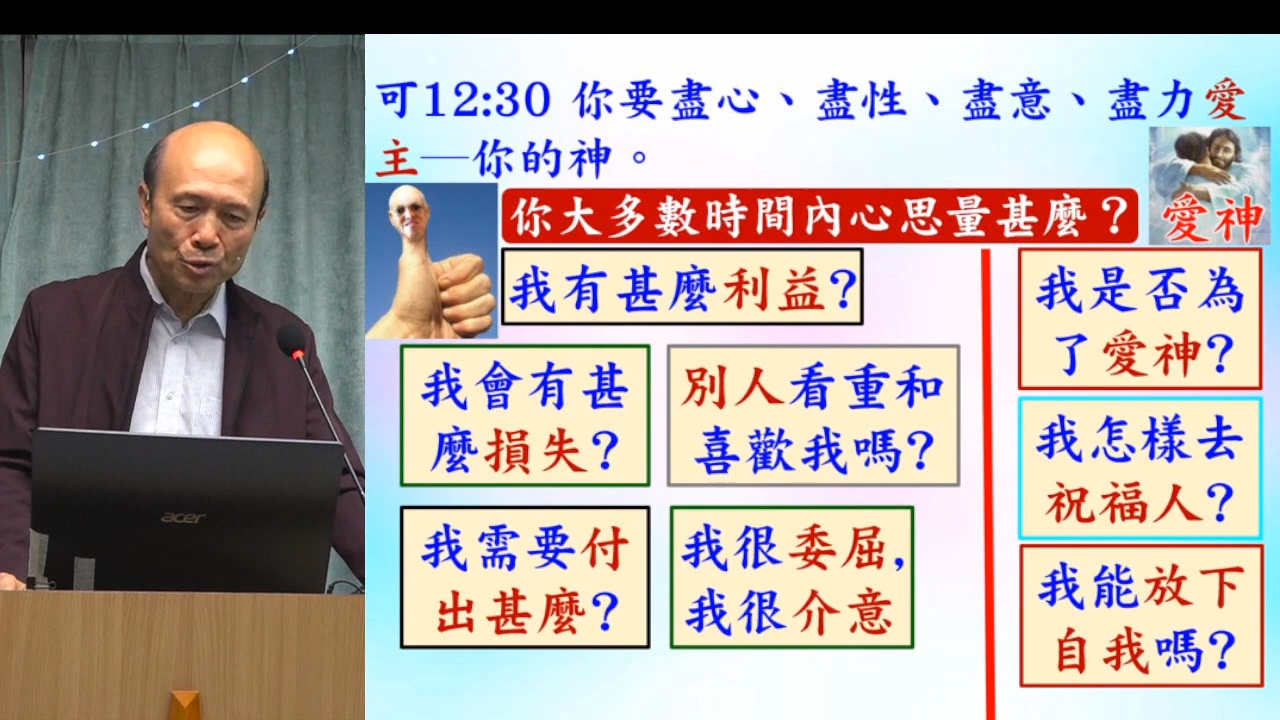 可12:30 你要盡心、盡性、盡意、盡力愛
主—你的神。
愛神
你大多數時間內心思量甚麼？
我有甚麼利益?
我會有甚
麼損失?
別人看重和
喜歡我嗎?
我需要付
出甚麼?
我很委屈,
我很介意
我是否為
了愛神?
我怎樣去
祝福人?
我能放下
自我嗎?
acer